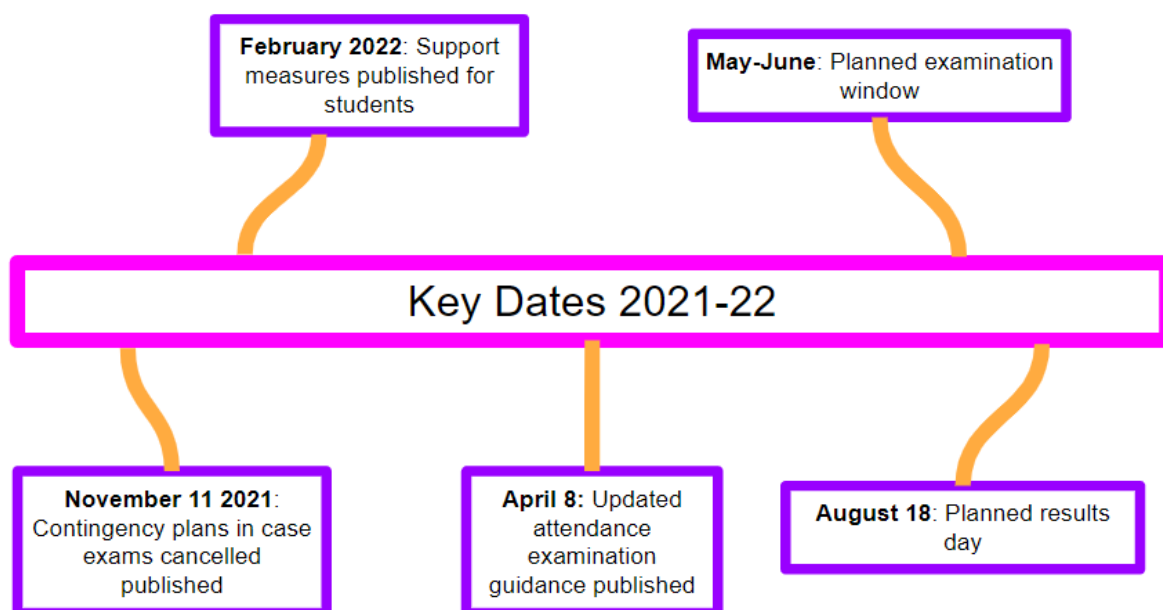 February 2022: Support
measures published for
students
May-June: Planned examination
window
Key Dates 2021-22
November 11 2021:
Contingency plans in case
exams cancelled
published
April 8: Updated
attendance
examination
guidance published
August 18: Planned results
day